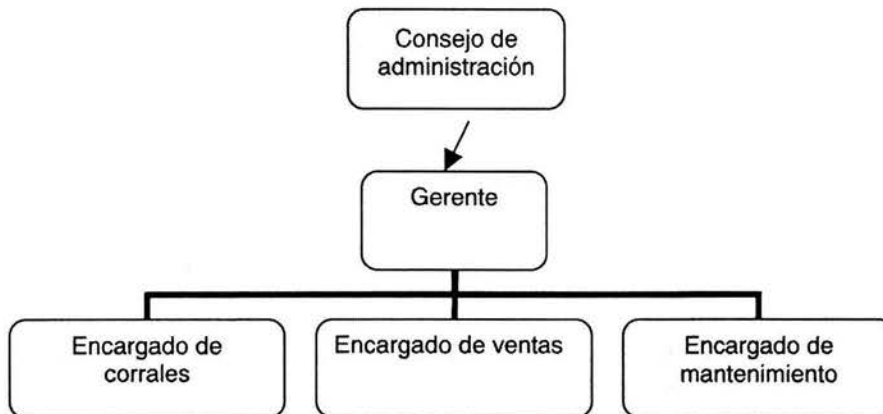 Consejo de
administración
Gerente
Encargado de
corrales
Encargado de ventas
Encargado de
mantenimiento